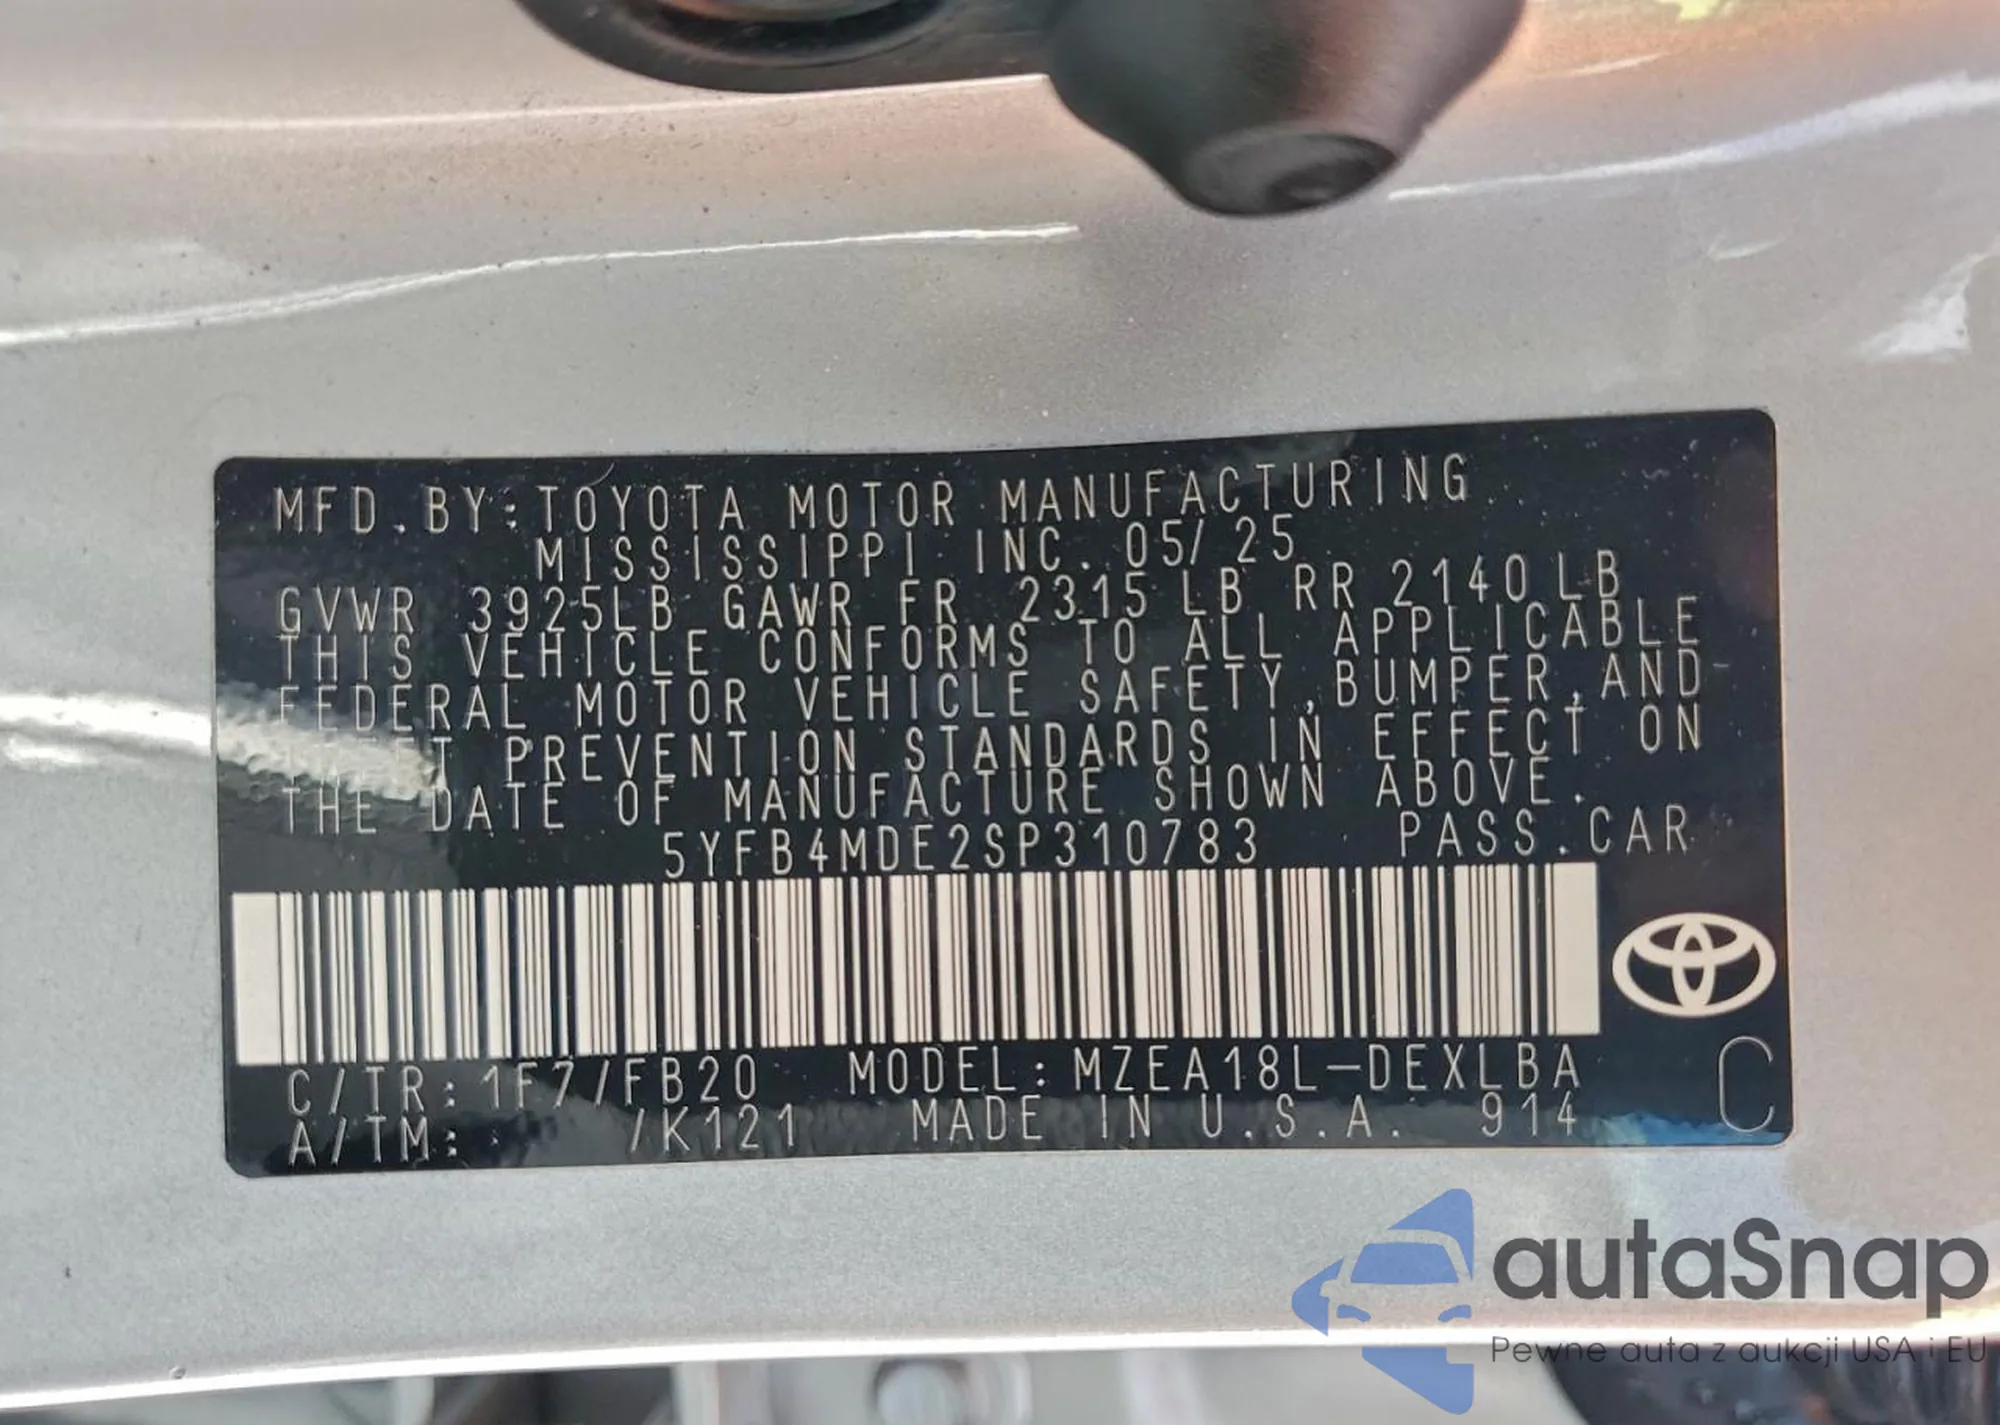 MFD. BY: TOYOTA MOTOR MANUFACTURING
MISSISSIPPI INC. 05/25
GVWR 3925LB GAWR FR 2315 LB RR 2140 LB
THIS VEHICLE CONFORMS TO ALL APPLICABLE
FEDERAL MOTOR VEHICLE SAFETY, BUMPER, AND
THEFT PREVENTION STANDARDS IN EFFECT ON
THE DATE OF MANUFACTURE SHOWN ABOVE.
5YFB4MDE2SP310783 PASS. CAR
C/TR: 1F7/FB20 MODEL: MZEA18L-DEXLBA
A/TM: /K121 MADE IN U.S.A. 914
C
autaSnap
Pewne auta z aukcji USA i EU